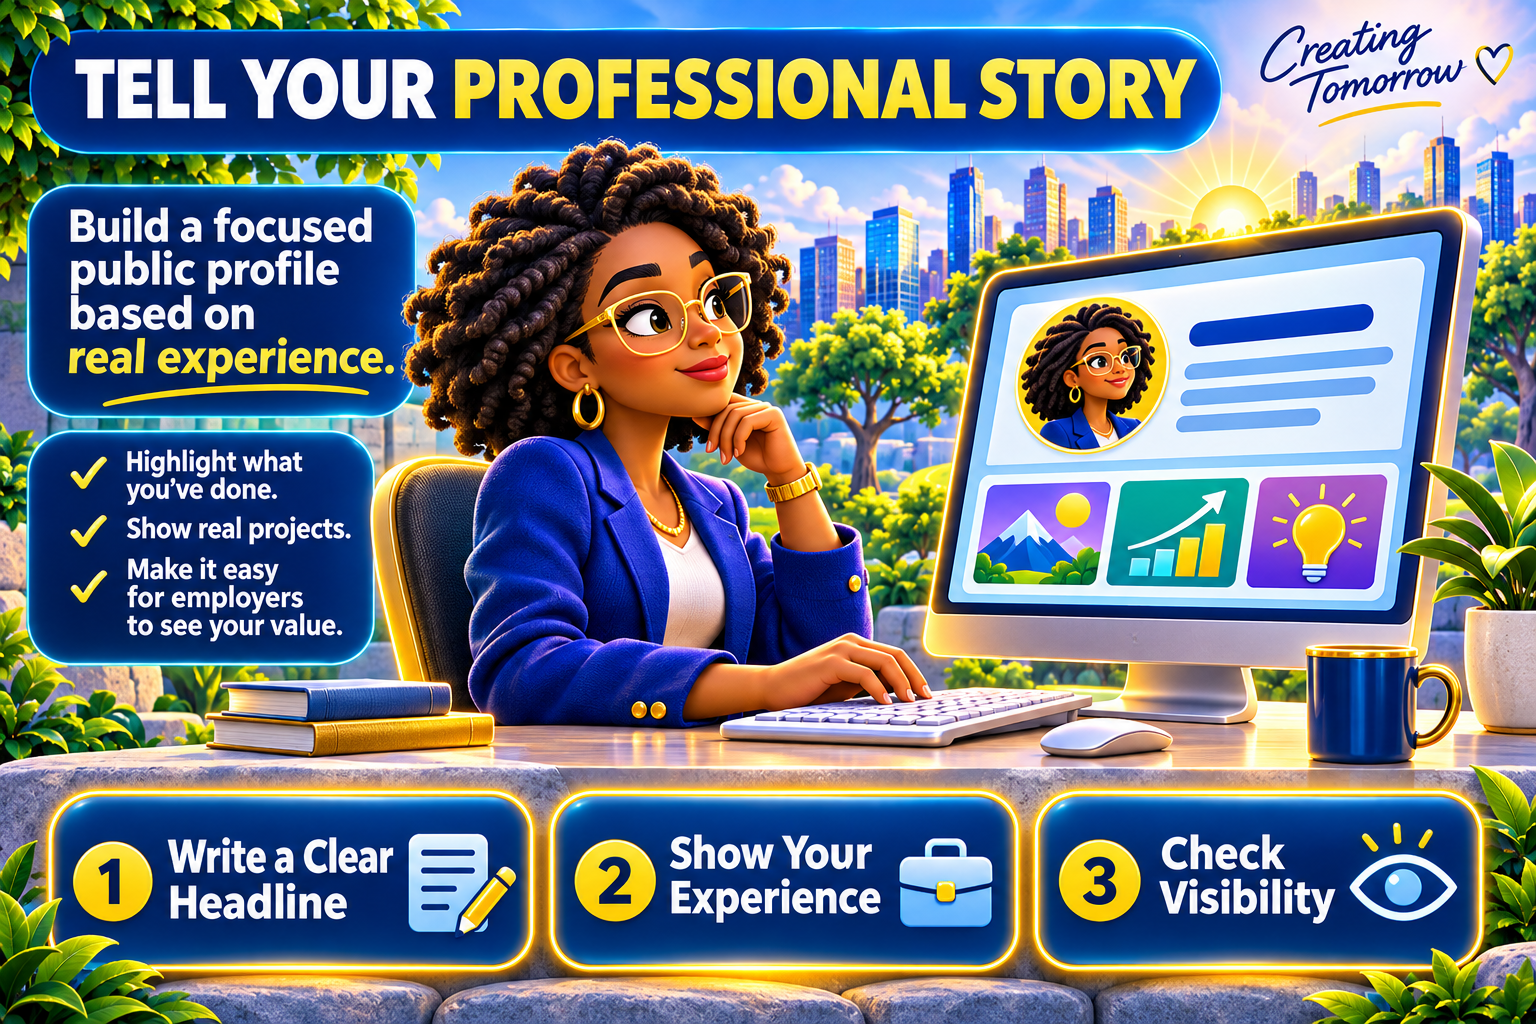 TELL YOUR PROFESSIONAL STORY
Creating
Tomorrow
Build a focused
public profile
based on
real experience.
Highlight what
you've done.
Show real projects.
Make it easy
for employers
to see your value.
1
Write a Clear
Headline
2
Show Your
Experience
3
Check
Visibility